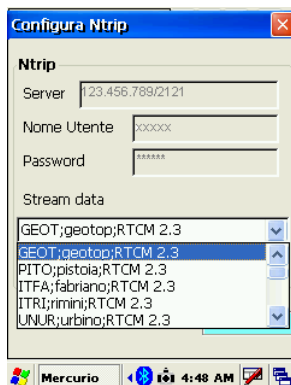 Configura Ntrip
Ntrip
Server 123.456.789/2121
Nome Utente xxxxx
Password ******
Stream data
GEOT;geotop;RTCM 2.3
GEOT;geotop;RTCM 2.3
PITO;pistoia;RTCM 2.3
ITFA;fabriano;RTCM 2.3
ITRI;rimini;RTCM 2.3
UNUR;urbino;RTCM 2.3
Mercurio 4:48 AM